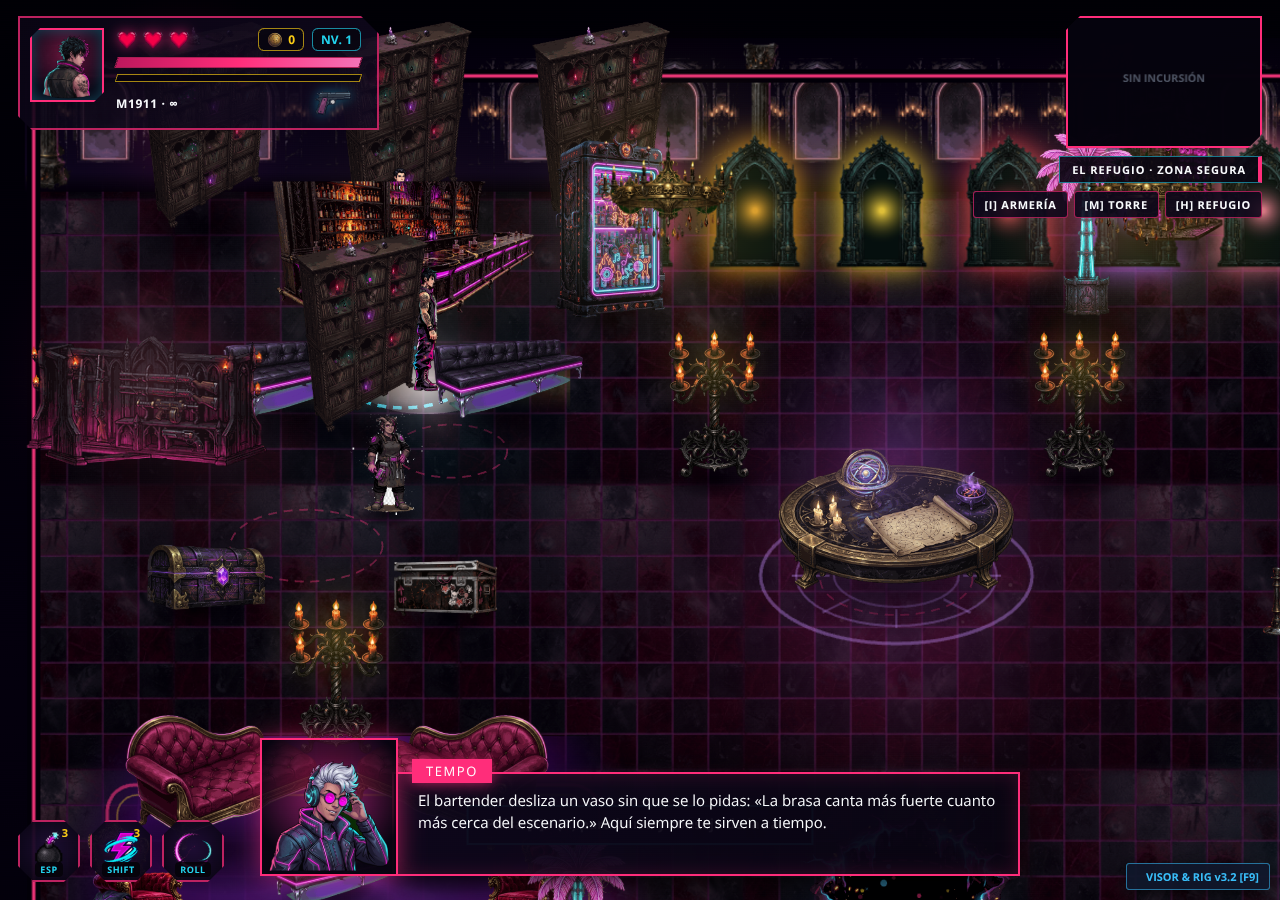 0
NV. 1
M1911 · ∞
SIN INCURSIÓN
EL REFUGIO · ZONA SEGURA
[I] ARMERÍA
[M] TORRE
[H] REFUGIO
TEMPO
El bartender desliza un vaso sin que se lo pidas: «La brasa canta más fuerte cuanto
más cerca del escenario.» Aquí siempre te sirven a tiempo.
3
ESP
3
SHIFT
ROLL
VISOR & RIG v3.2 [F9]